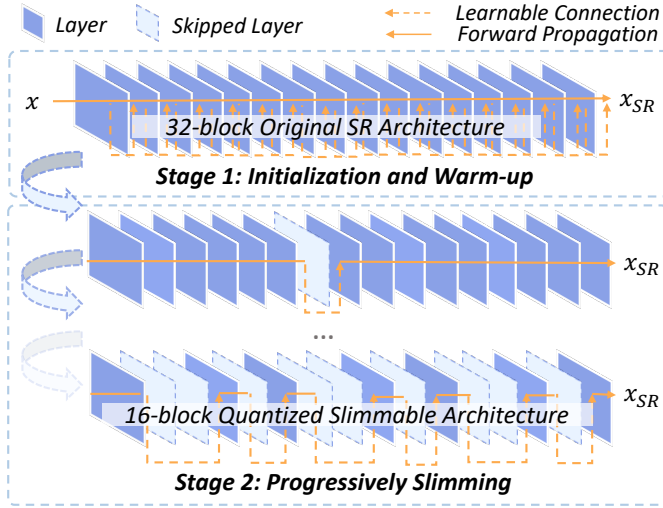 Layer Skipped Layer Learnable Connection
Forward Propagation
x x_SR
32-block Original SR Architecture
Stage 1: Initialization and Warm-up
x_SR
...
x_SR
16-block Quantized Slimmable Architecture
Stage 2: Progressively Slimming